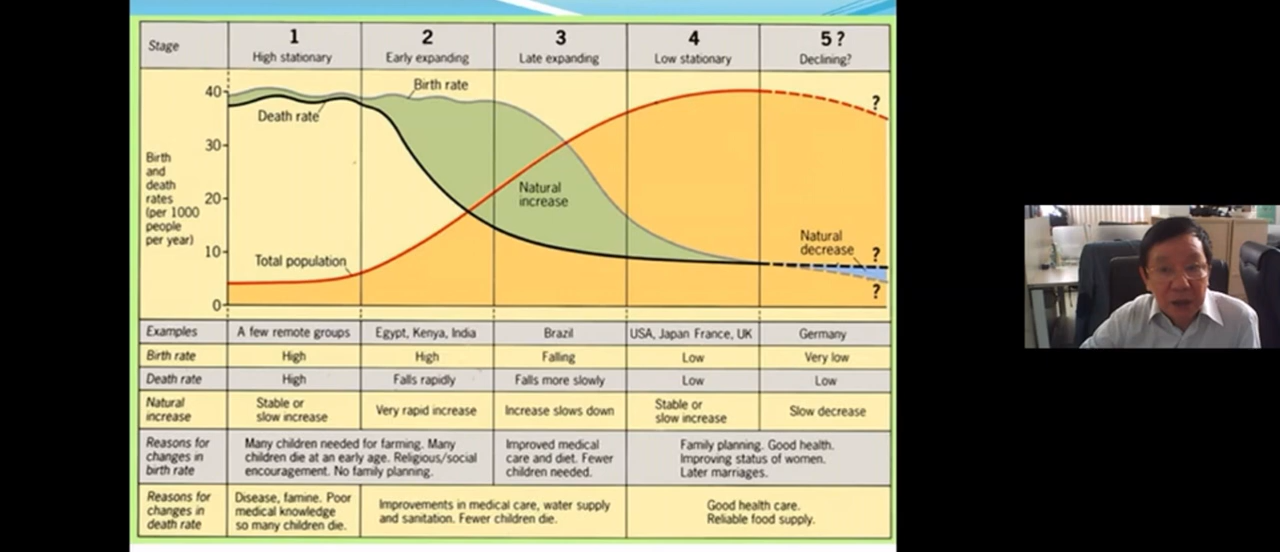 Stage
1
High stationary
2
Early expanding
3
Late expanding
4
Low stationary
5 ?
Declining?
Birth
and
death
rates
(per 1000
people
per year)
40
30
20
10
0
Birth rate
Death rate
Natural
increase
Total population
Natural
decrease
?
?
?
Examples
A few remote groups
Egypt, Kenya, India
Brazil
USA, Japan France, UK
Germany
Birth rate
High
High
Falling
Low
Very low
Death rate
High
Falls rapidly
Falls more slowly
Low
Low
Natural
increase
Stable or
slow increase
Very rapid increase
Increase slows down
Stable or
slow increase
Slow decrease
Reasons for
changes in
birth rate
Many children needed for farming. Many
children die at an early age. Religious/social
encouragement. No family planning.
Improved medical
care and diet. Fewer
children needed.
Family planning. Good health.
Improving status of women.
Later marriages.
Reasons for
changes in
death rate
Disease, famine. Poor
medical knowledge
so many children die.
Improvements in medical care, water supply
and sanitation. Fewer children die.
Good health care.
Reliable food supply.